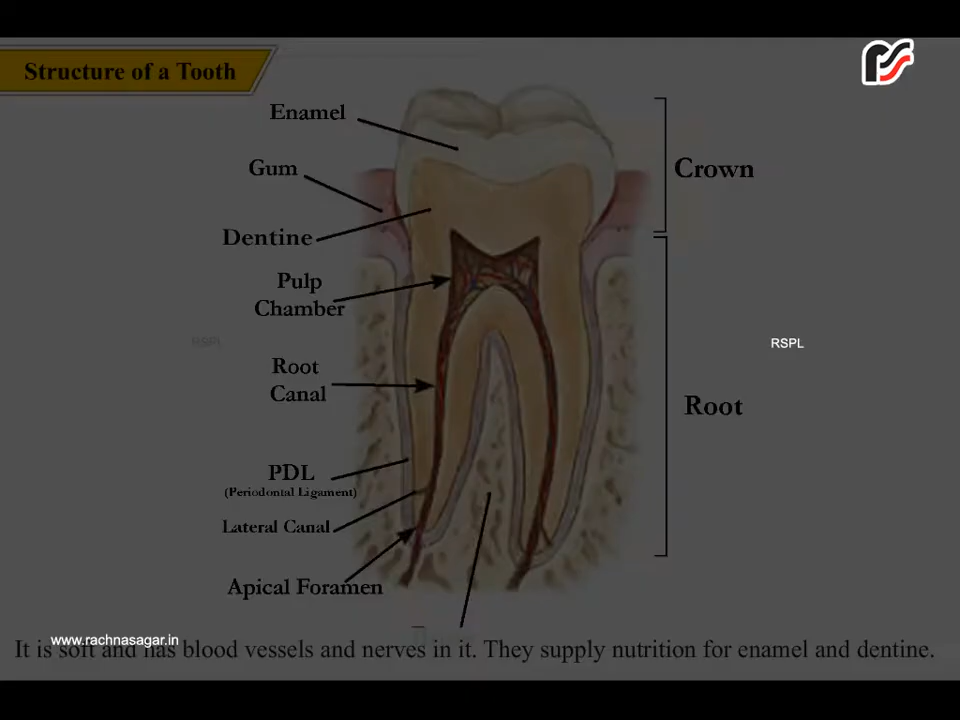 Structure of a Tooth
Enamel
Gum
Crown
Dentine
Pulp
Chamber
RSPL
RSPL
Root
Canal
Root
PDL
(Periodontal Ligament)
Lateral Canal
Apical Foramen
www.rachnasagar.in
It is soft and has blood vessels and nerves in it. They supply nutrition for enamel and dentine.